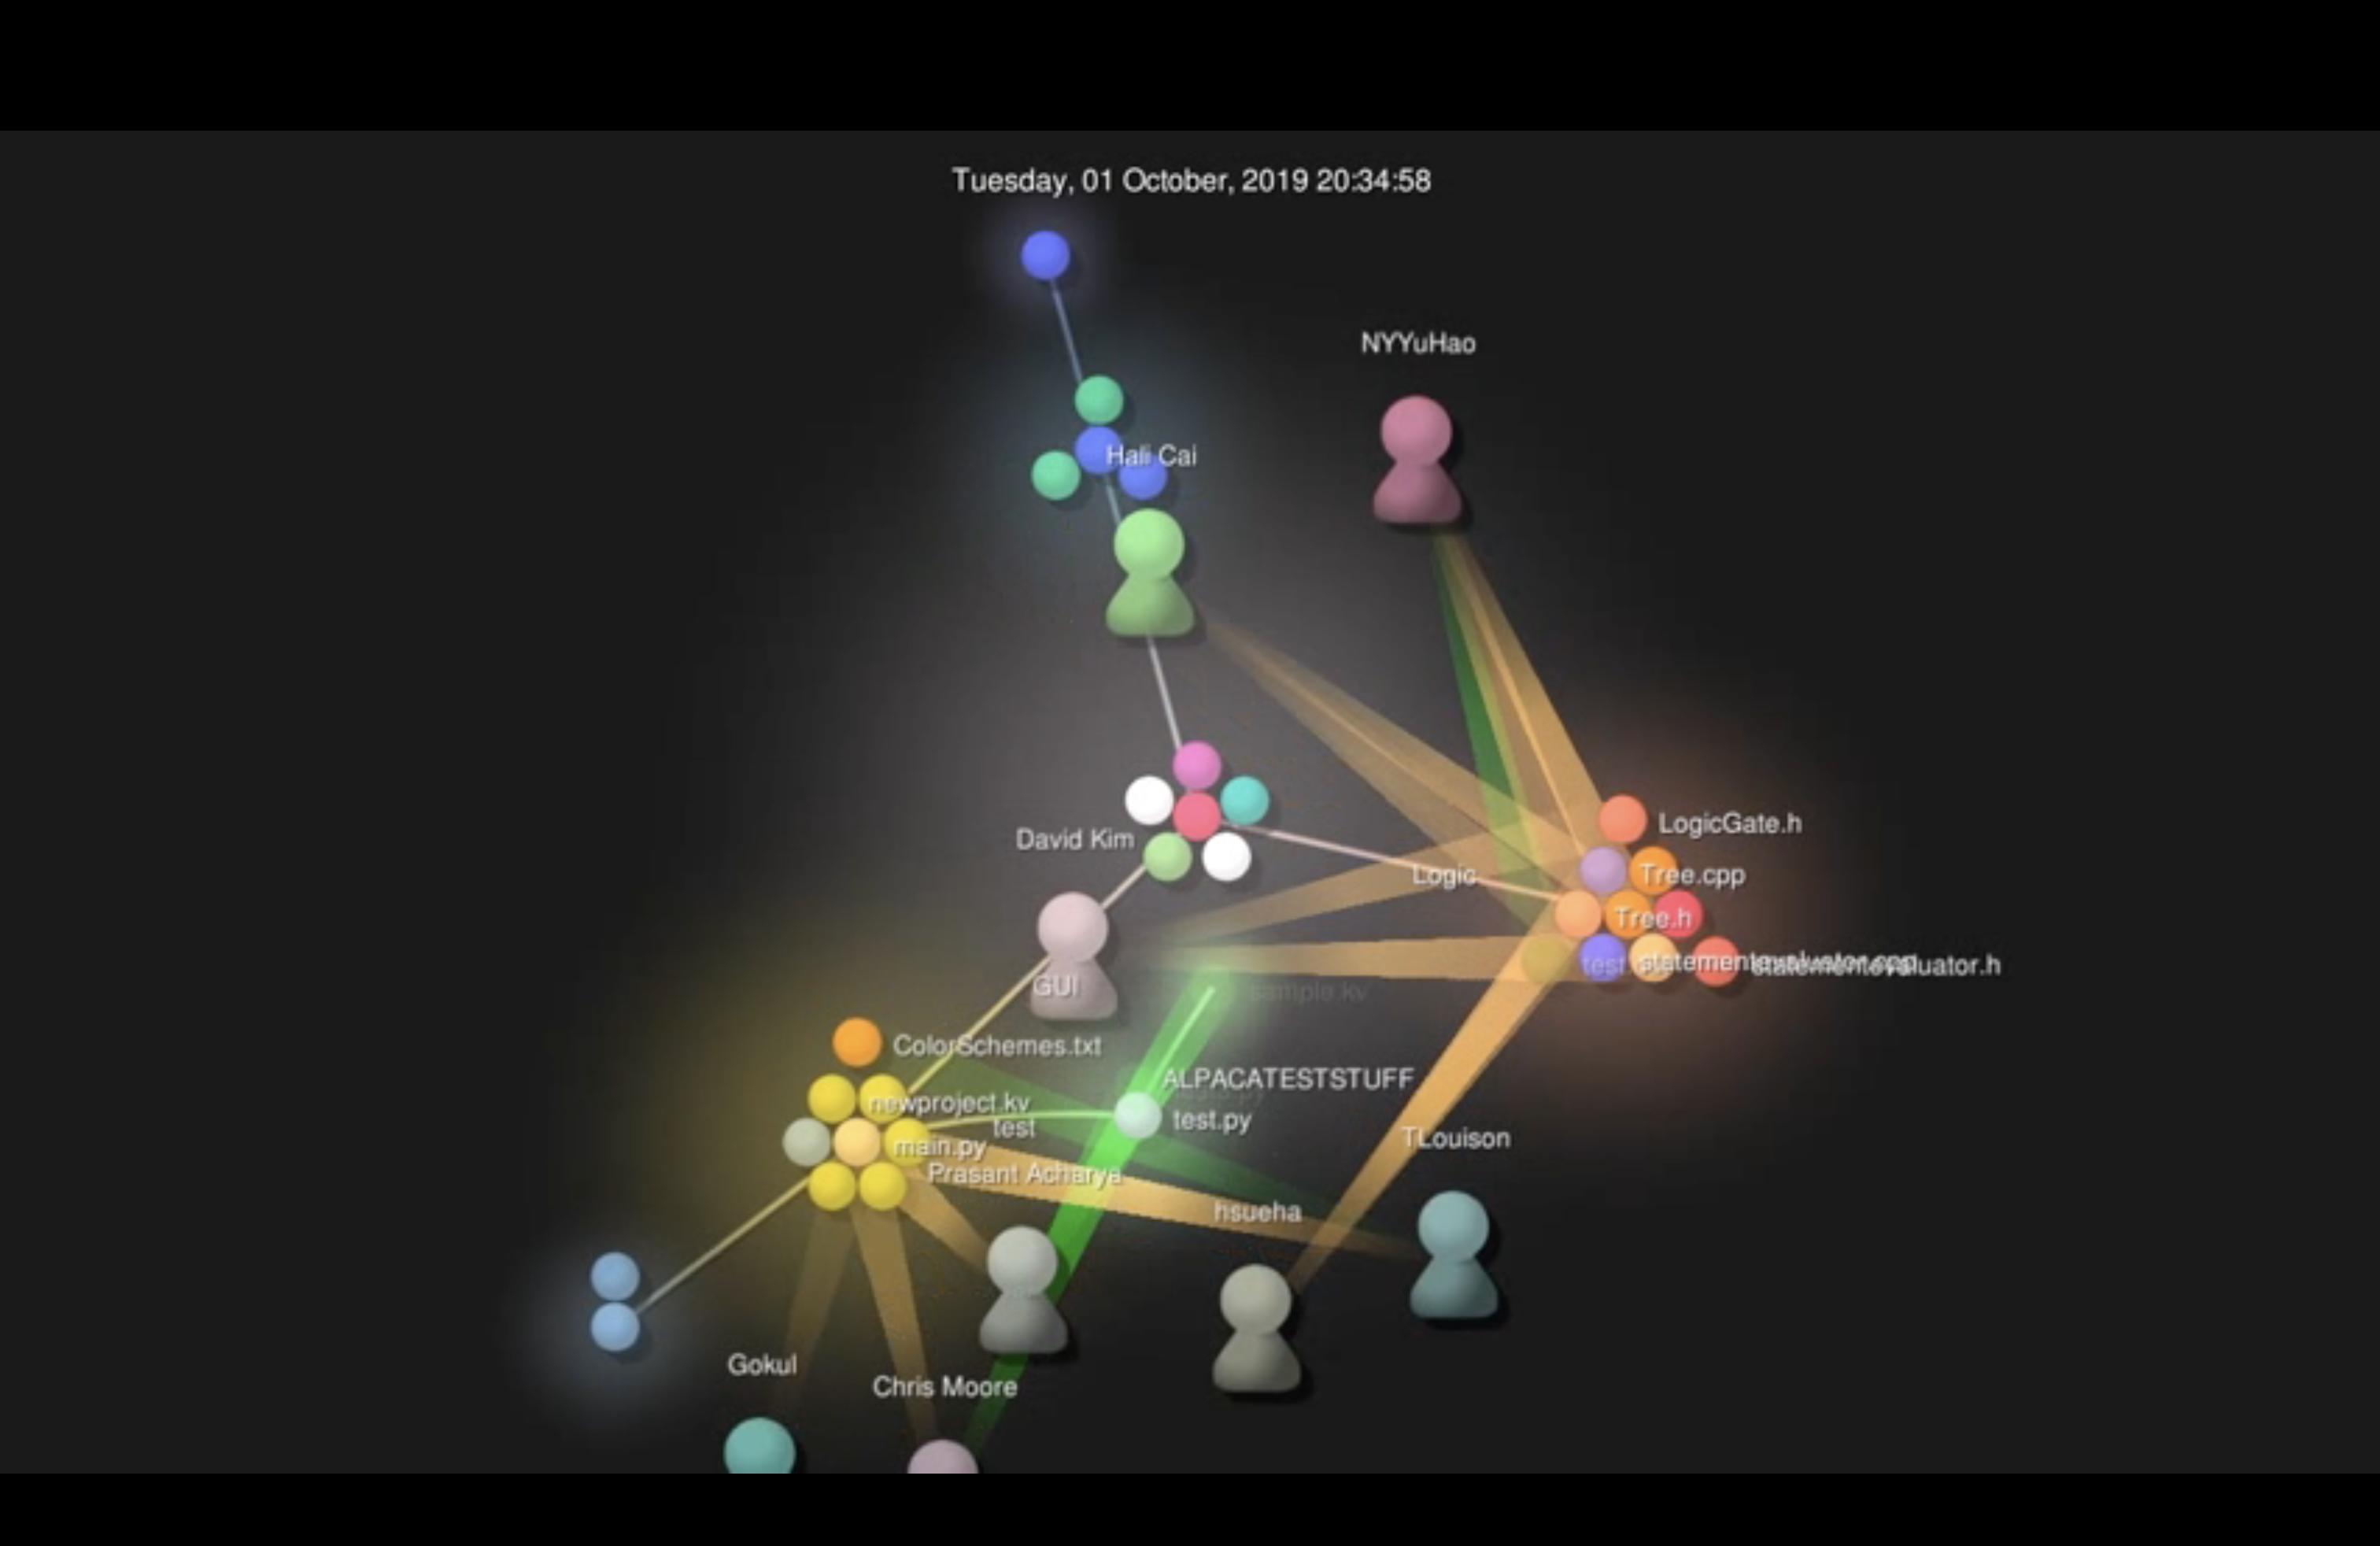 Tuesday, 01 October, 2019 20:34:58
NYYuHao
Hali Cai
LogicGate.h
David Kim
Logic
Tree.cpp
Tree.h
statementevaluator.cpp
statementevaluator.h
GUI
sample.kv
ColorSchemes.txt
ALPACATESTSTUFF
newproject.kv
test.py
test
main.py
TLouison
Prasant Acharya
hsueha
Gokul
Chris Moore